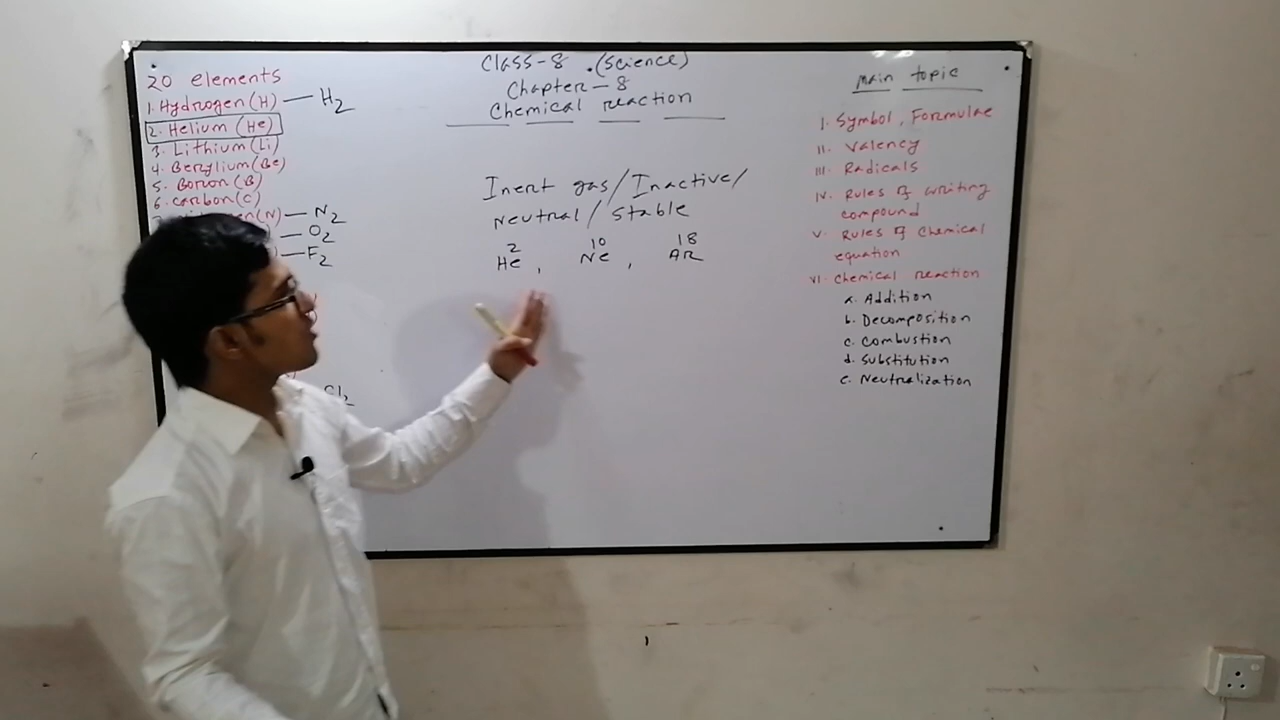 20 elements
1. Hydrogen (H) — H2
2. Helium (He)
3. Lithium (Li)
4. Berylium (Be)
5. Boron (B)
6. Carbon (C)
(N) — N2
— O2
— F2
Cl2
Class-8 (Science)
Chapter-8
Chemical reaction
Inert gas/Inactive/
Neutral/Stable
2 10 18
He, Ne, AR
Main topic
I. Symbol, Formulae
II. Valency
III. Radicals
IV. Rules of writing
compound
V. Rules of Chemical
equation
VI. Chemical reaction
a. Addition
b. Decomposition
c. Combustion
d. Substitution
e. Neutralization